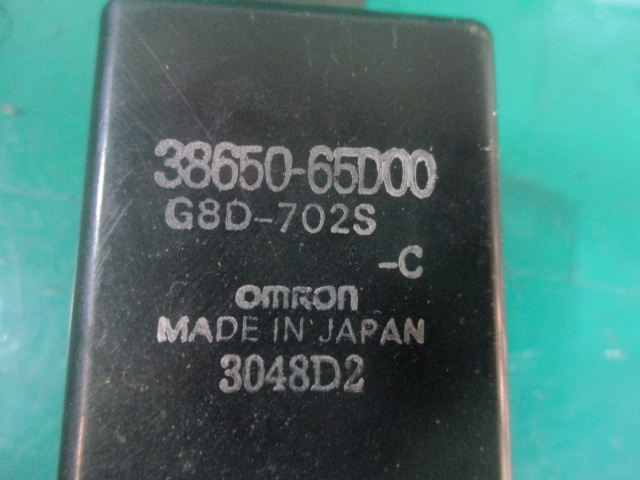 38650-65D00
G8D-702S
-C
omron
MADE IN JAPAN
3048D2